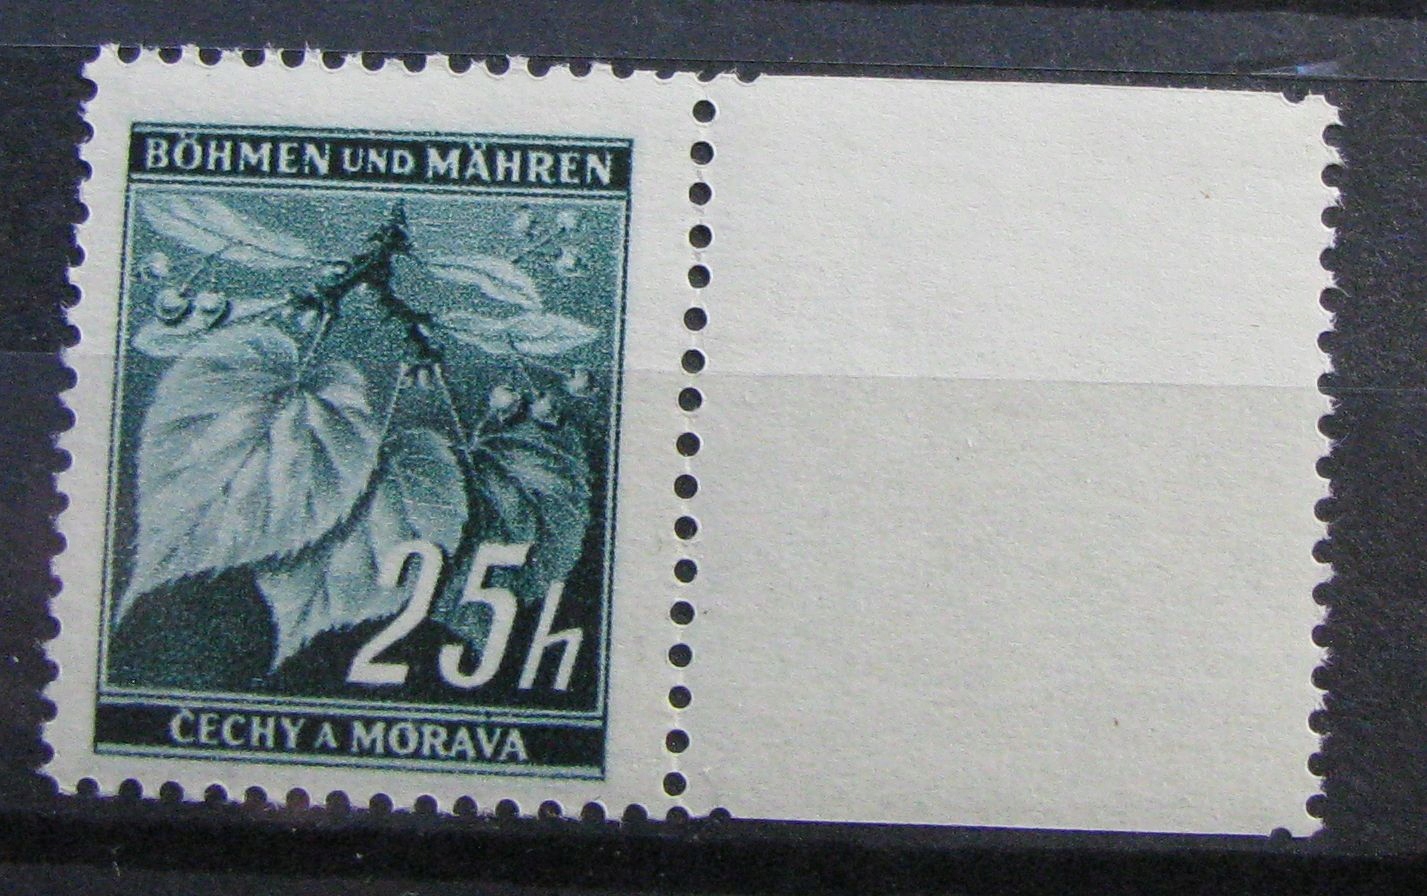 BÖHMEN UND MÄHREN
25h
ČECHY A MORAVA